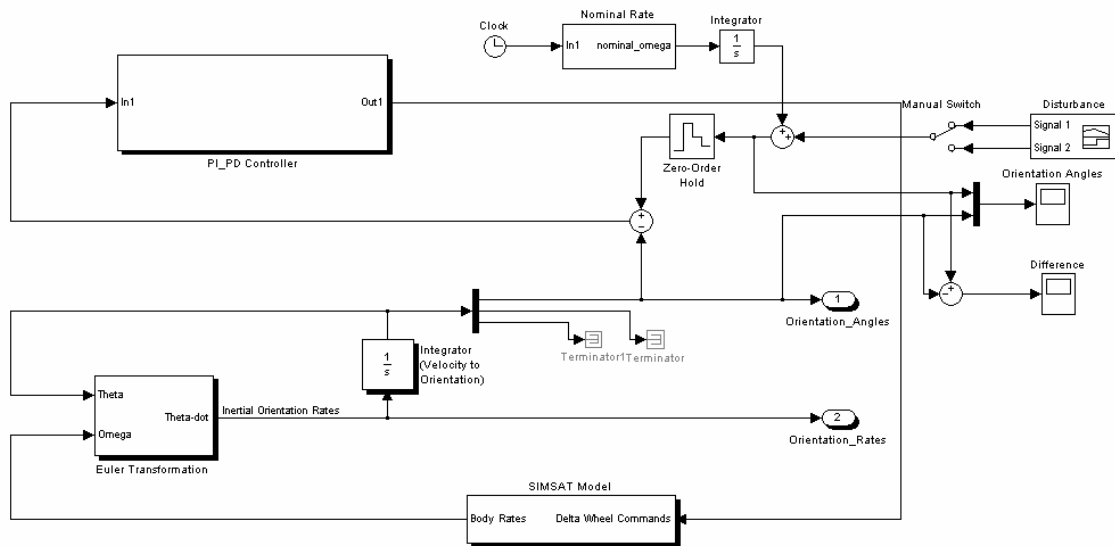 Nominal Rate
Integrator
Clock
In1
nominal_omega
1
s
In1
Out1
PI_PD Controller
Manual Switch
Disturbance
Signal 1
Signal 2
Zero-Order
Hold
Orientation Angles
Difference
1
Orientation_Angles
Terminator1
Terminator
1
s
Integrator
(Velocity to
Orientation)
Theta
Theta-dot
Omega
Inertial Orientation Rates
Euler Transformation
2
Orientation_Rates
SIMSAT Model
Body Rates
Delta Wheel Commands